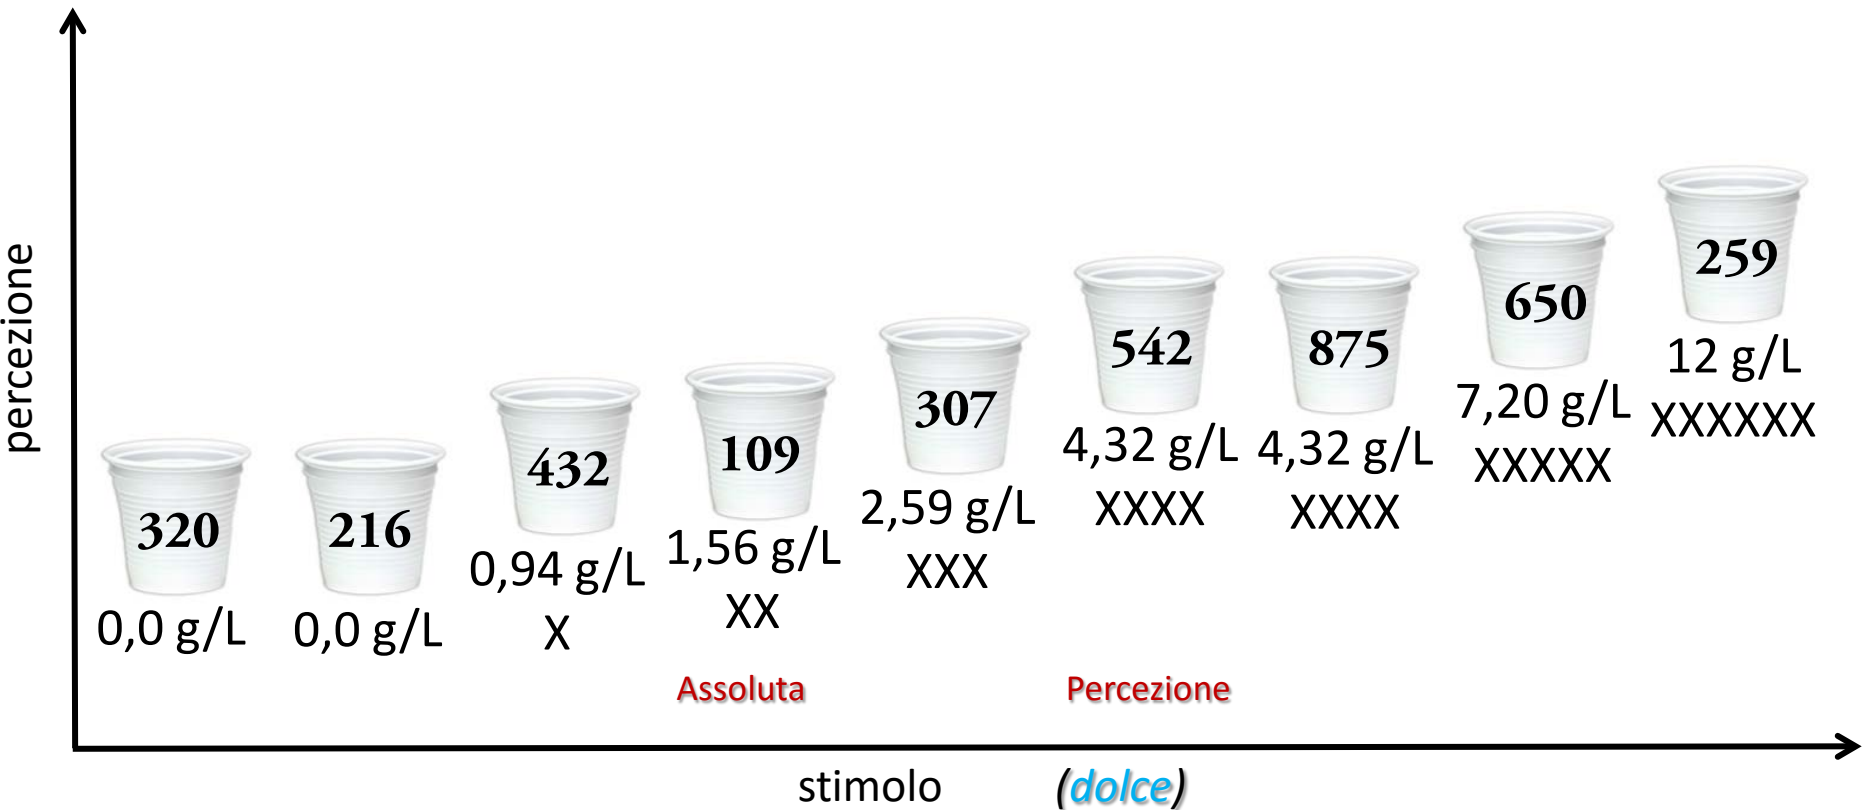 percezione
320
0,0 g/L
216
0,0 g/L
432
0,94 g/L
X
109
1,56 g/L
XX
307
2,59 g/L
XXX
542
4,32 g/L
XXXX
875
4,32 g/L
XXXX
650
7,20 g/L
XXXXX
259
12 g/L
XXXXXX
Assoluta
Percezione
stimolo (dolce)